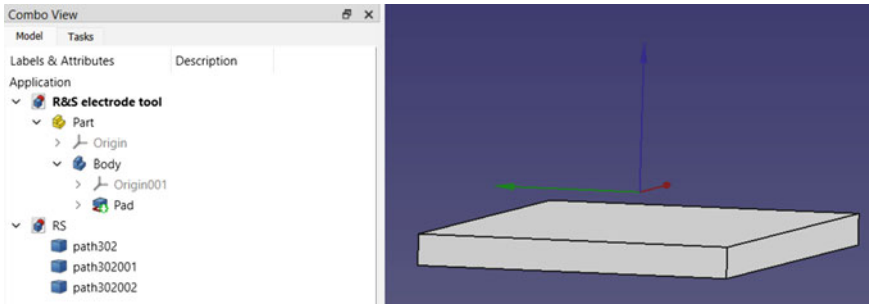 Combo View
Model Tasks
Labels & Attributes Description
Application
R&S electrode tool
Part
Origin
Body
Origin001
Pad
RS
path302
path302001
path302002